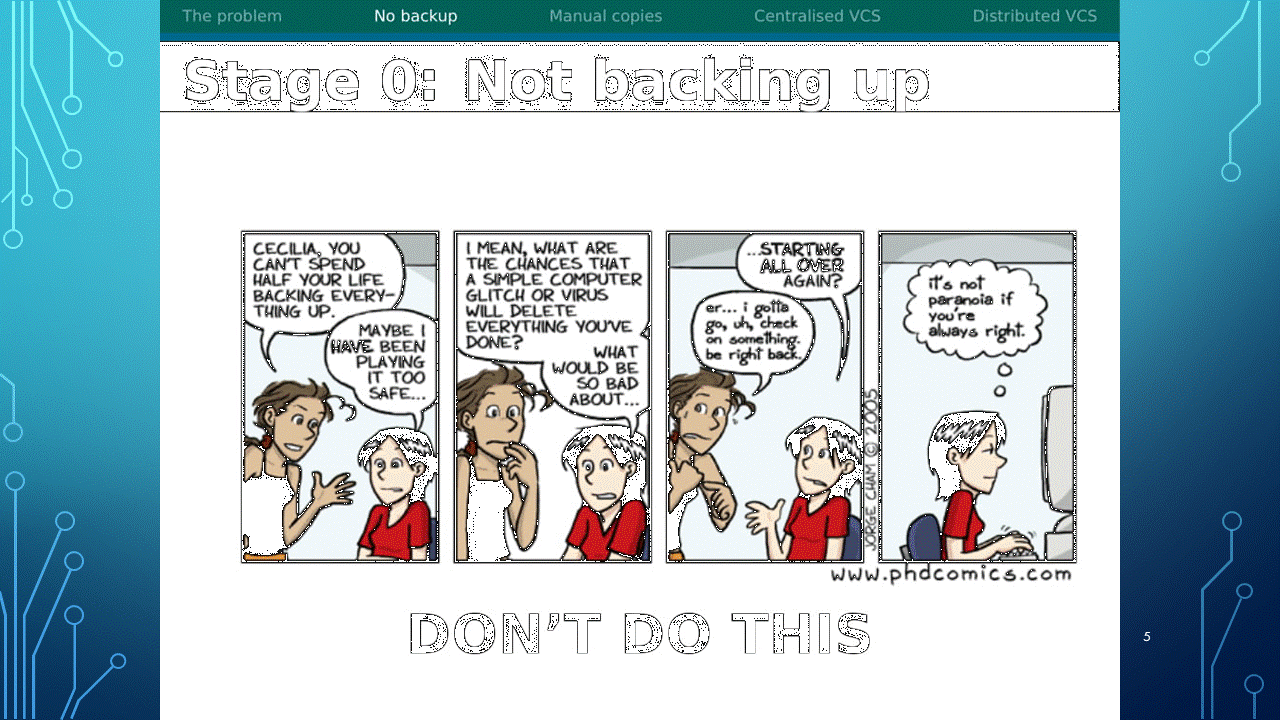 The problem No backup Manual copies Centralised VCS Distributed VCS
Stage 0: Not backing up
CECILIA, YOU
CAN'T SPEND
HALF YOUR LIFE
BACKING EVERY-
THING UP.
MAYBE I
HAVE BEEN
PLAYING
IT TOO
SAFE...
I MEAN, WHAT ARE
THE CHANCES THAT
A SIMPLE COMPUTER
GLITCH OR VIRUS
WILL DELETE
EVERYTHING YOU'VE
DONE?
WHAT
WOULD BE
SO BAD
ABOUT...
...STARTING
ALL OVER
AGAIN?
er... i gotta
go, uh, check
on something.
be right back.
JORGE CHAM © 2005
it's not
paranoia if
you're
always right.
www.phdcomics.com
DON'T DO THIS
5